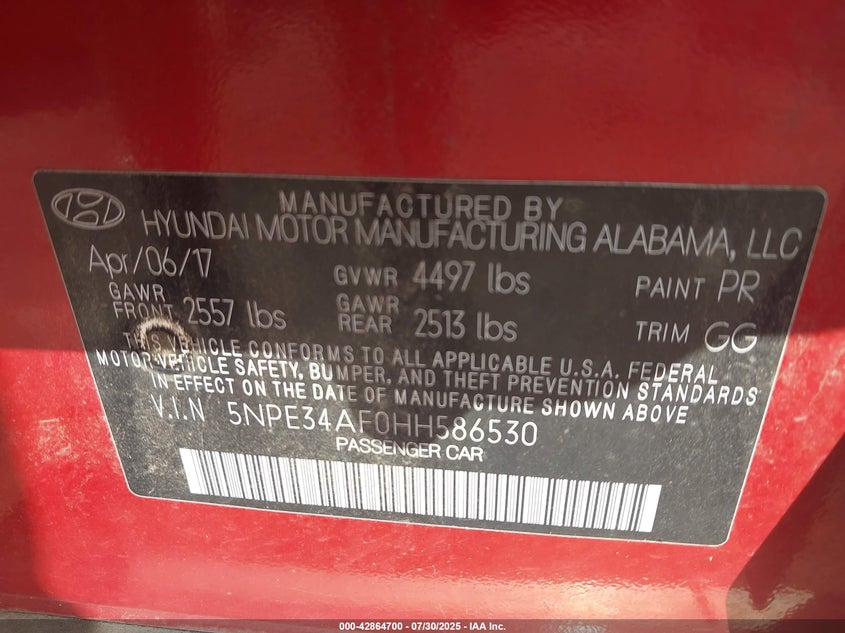 MANUFACTURED BY
HYUNDAI MOTOR MANUFACTURING ALABAMA, LLC
Apr/06/17 GVWR 4497 lbs PAINT PR
GAWR FRONT 2557 lbs GAWR REAR 2513 lbs TRIM GG
THIS VEHICLE CONFORMS TO ALL APPLICABLE U.S.A. FEDERAL
MOTOR VEHICLE SAFETY, BUMPER, AND THEFT PREVENTION STANDARDS
IN EFFECT ON THE DATE OF MANUFACTURE SHOWN ABOVE.
V.I.N 5NPE34AF0HH586530
PASSENGER CAR
000-42864700 - 07/30/2025 - IAA Inc.